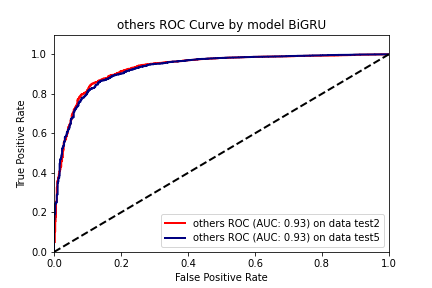 others ROC Curve by model BiGRU
True Positive Rate
1.0
0.8
0.6
0.4
0.2
0.0
others ROC (AUC: 0.93) on data test2
others ROC (AUC: 0.93) on data test5
0.0 0.2 0.4 0.6 0.8 1.0
False Positive Rate